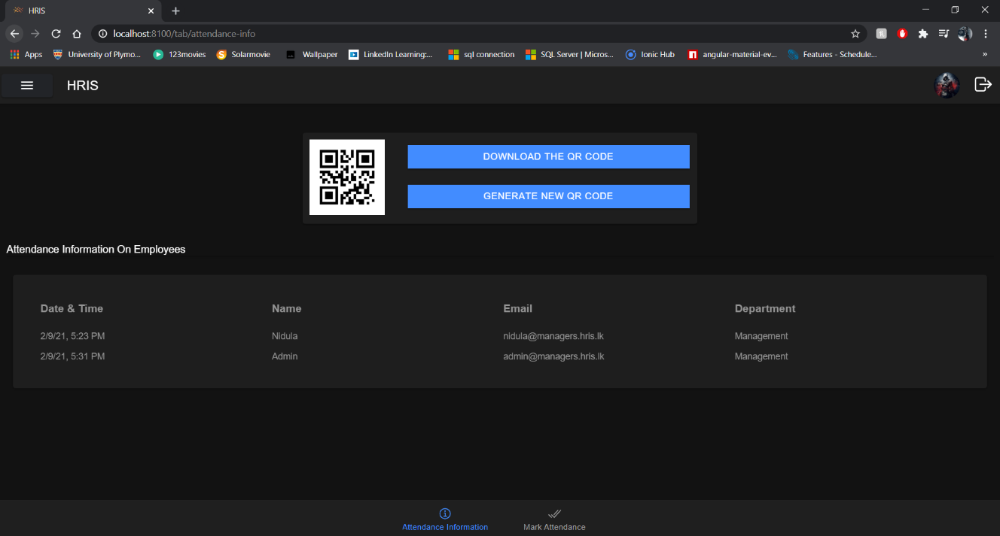 HRIS
localhost:8100/tab/attendance-info
Apps University of Plymo... 123movies Solarmovie Wallpaper LinkedIn Learning:... sql connection SQL Server | Micros... Ionic Hub angular-material-ev... Features - Schedule... »
HRIS
DOWNLOAD THE QR CODE
GENERATE NEW QR CODE
Attendance Information On Employees
Date & Time Name Email Department
2/9/21, 5:23 PM Nidula nidula@managers.hris.lk Management
2/9/21, 5:31 PM Admin admin@managers.hris.lk Management
Attendance Information Mark Attendance